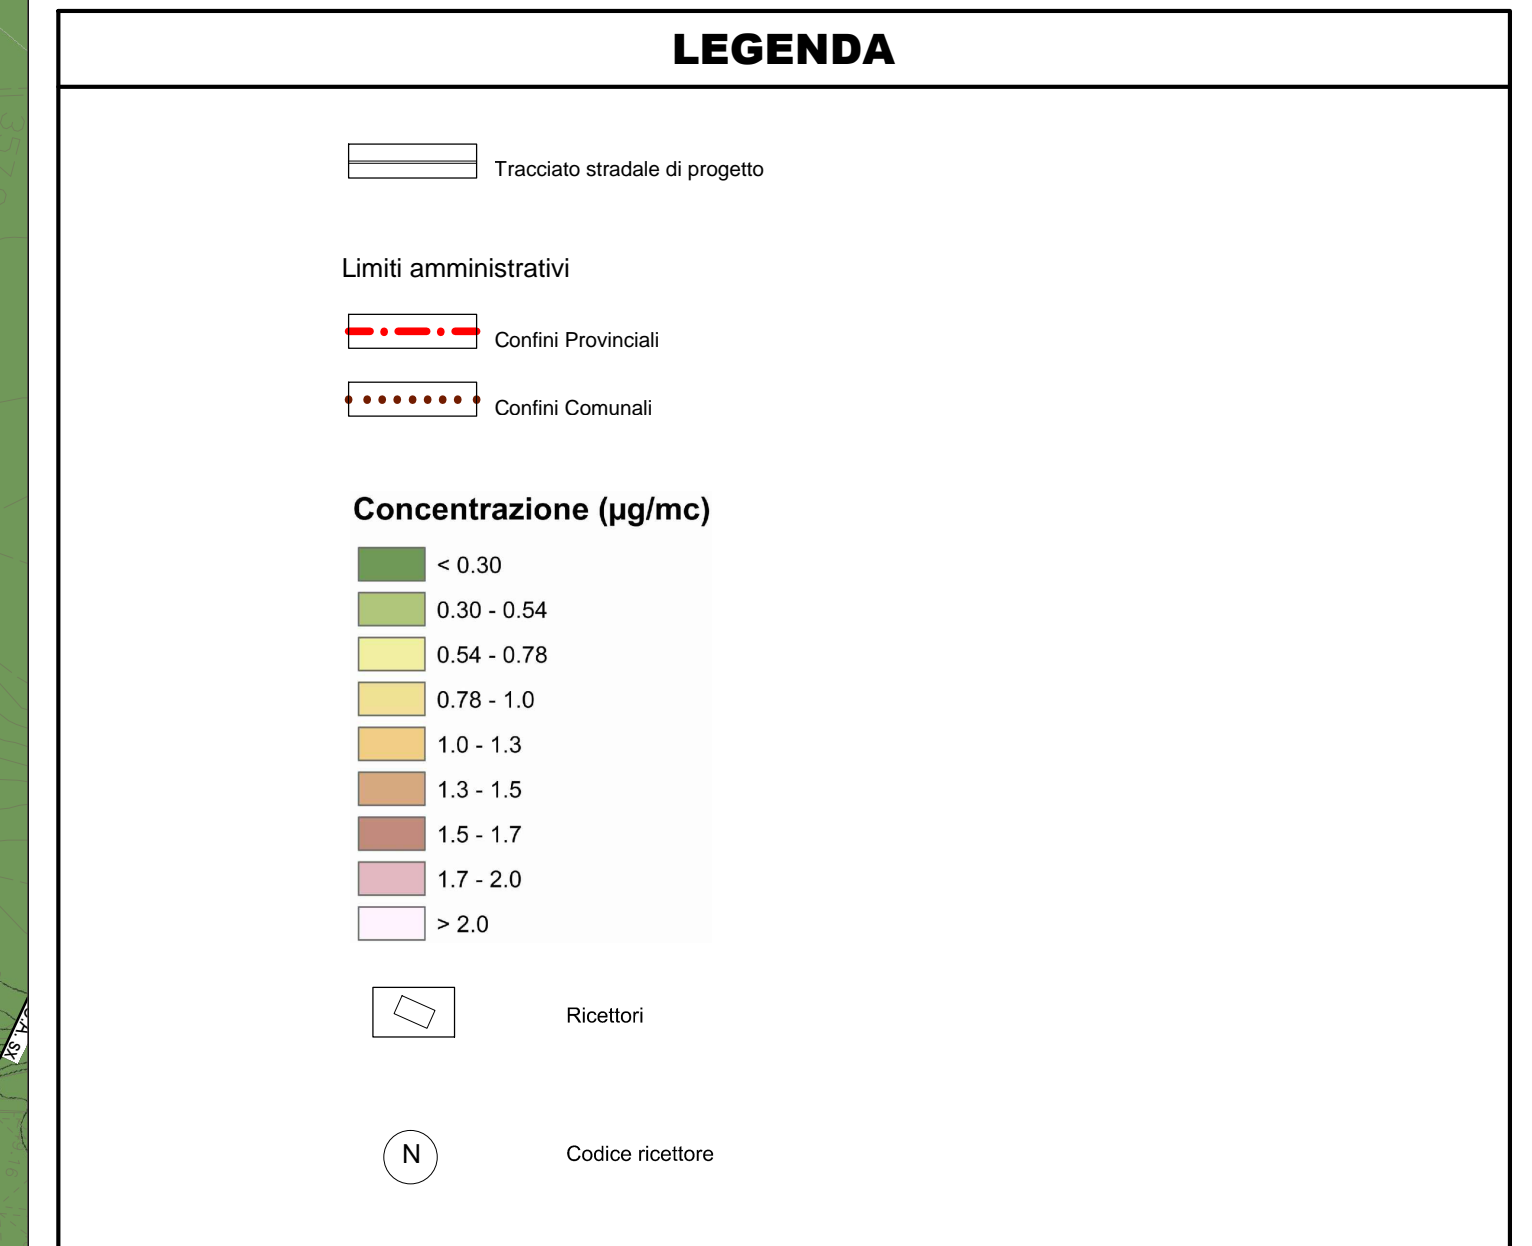 LEGENDA
Tracciato stradale di progetto
Limiti amministrativi
Confini Provinciali
Confini Comunali
Concentrazione (µg/mc)
< 0.30
0.30 - 0.54
0.54 - 0.78
0.78 - 1.0
1.0 - 1.3
1.3 - 1.5
1.5 - 1.7
1.7 - 2.0
> 2.0
Ricettori
N
Codice ricettore
sx